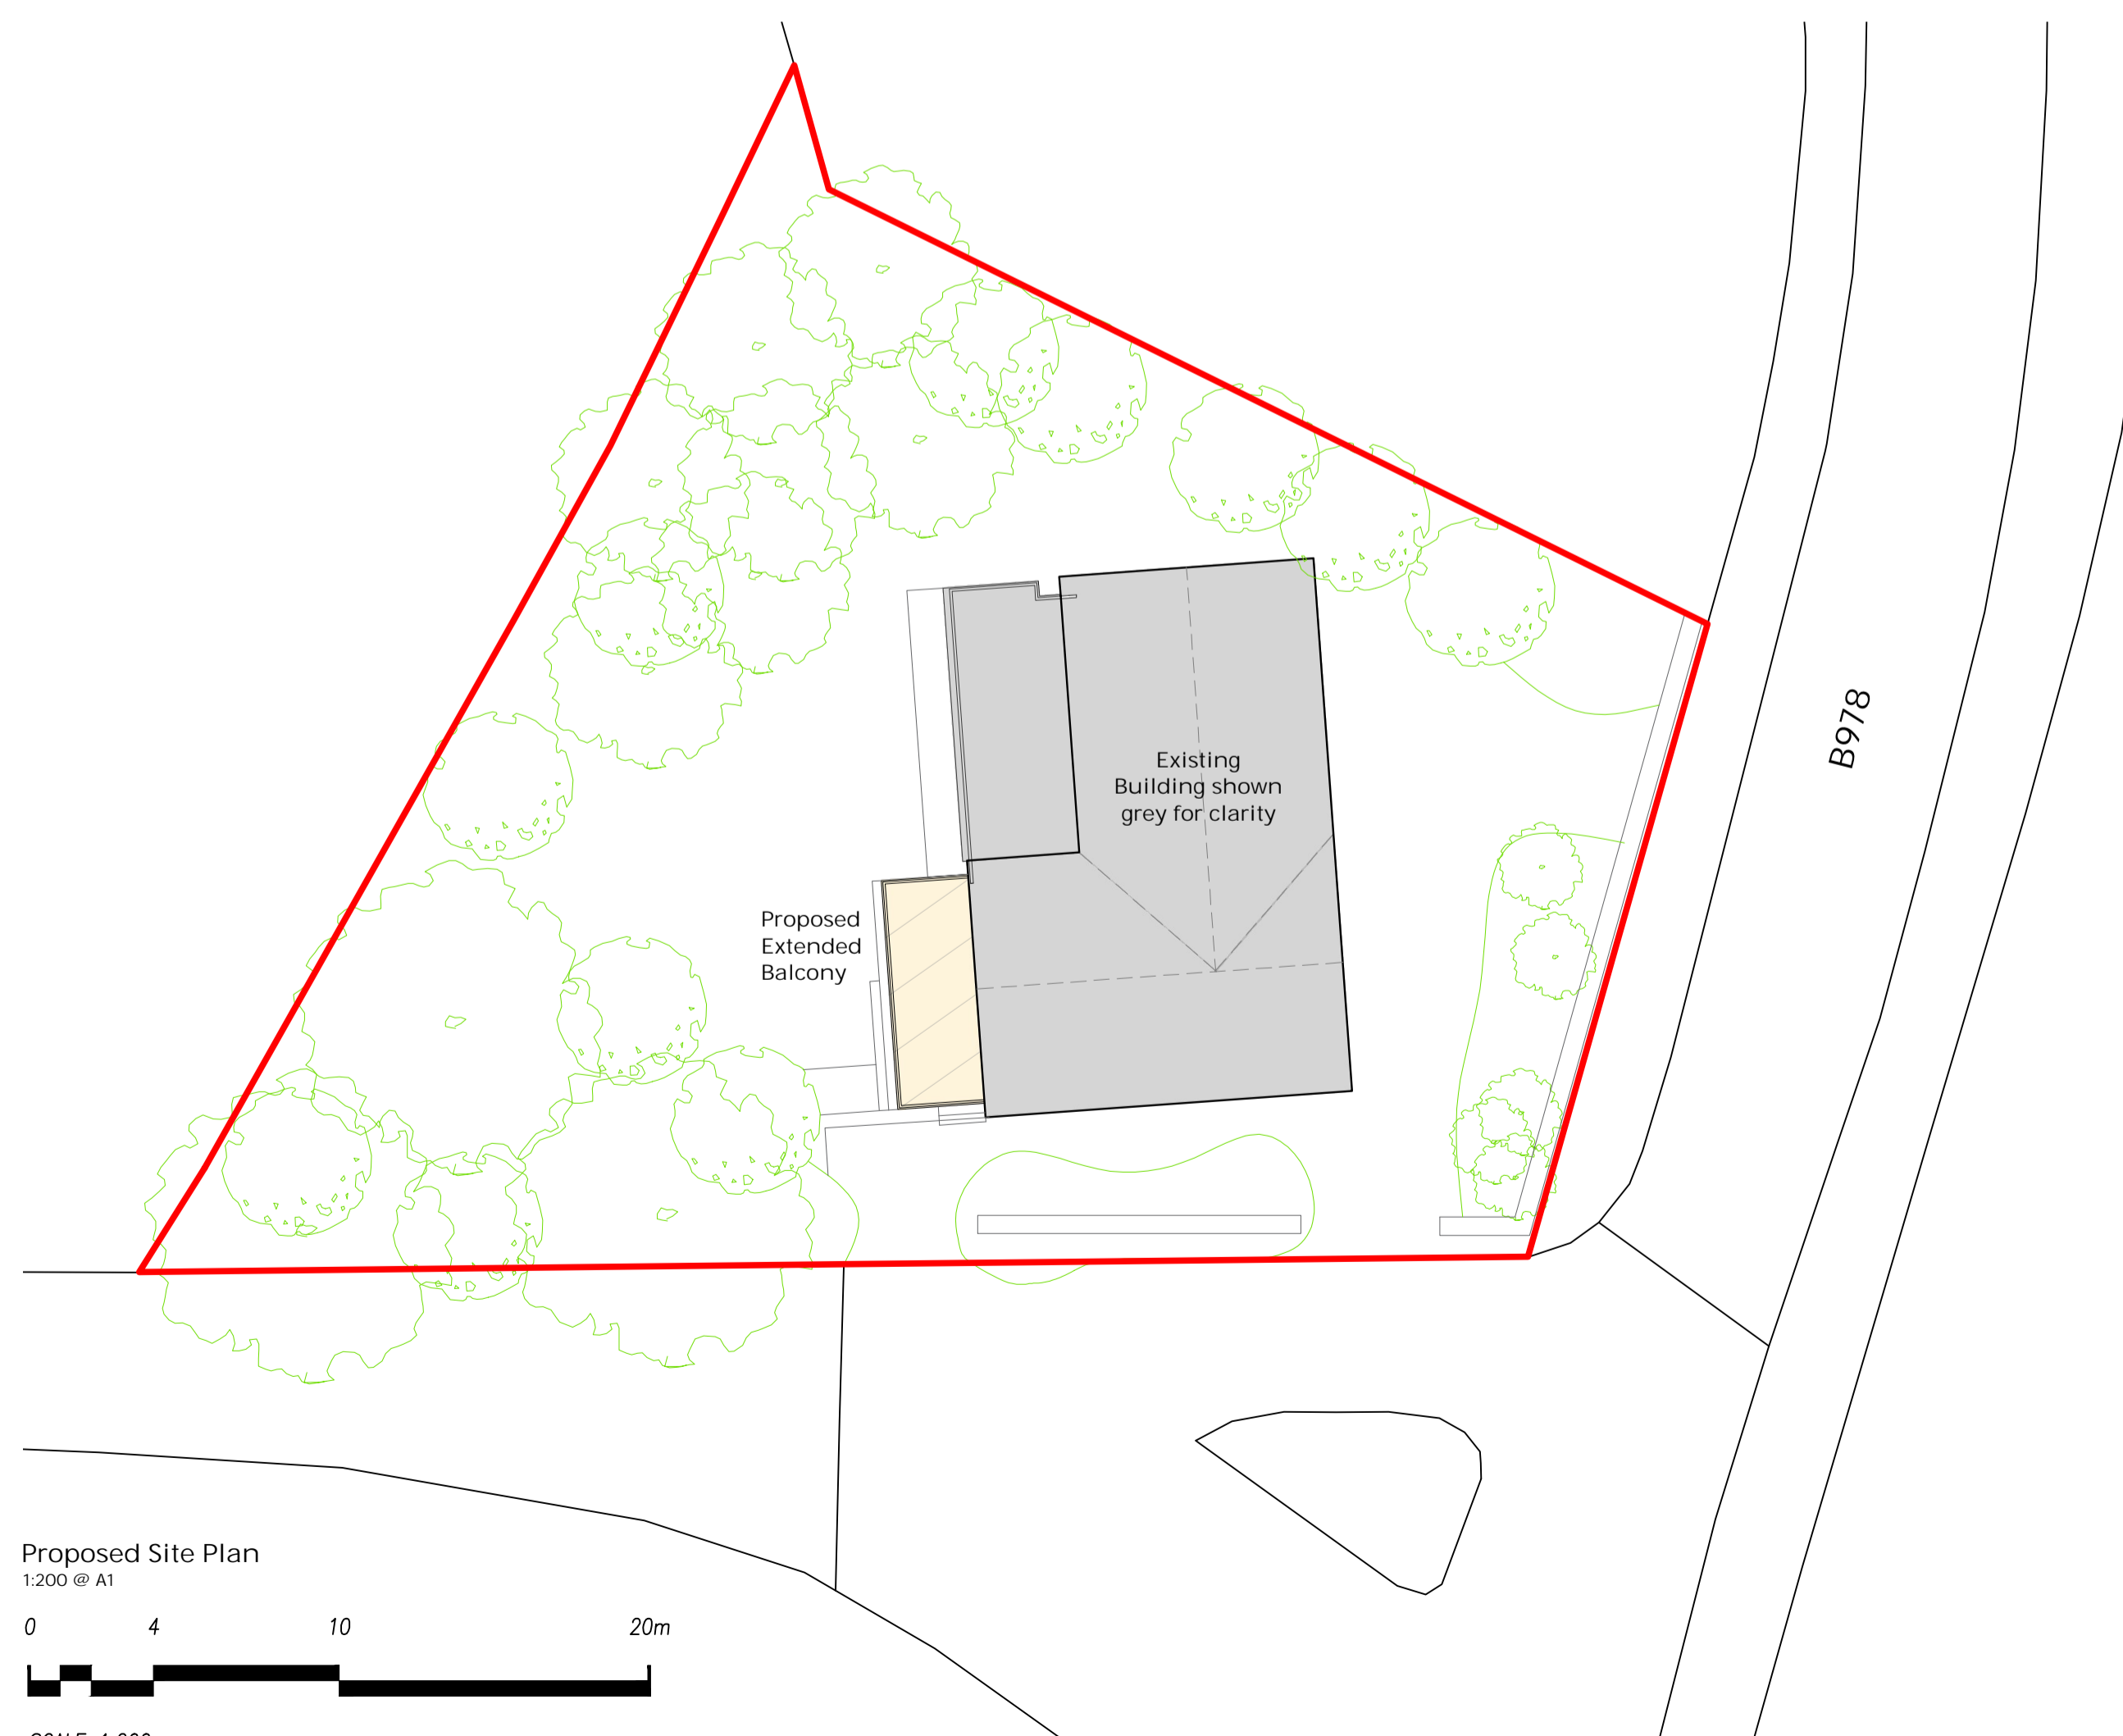 B978
Existing
Building shown
grey for clarity
Proposed
Extended
Balcony
Proposed Site Plan
1:200 @ A1
0 4 10 20m